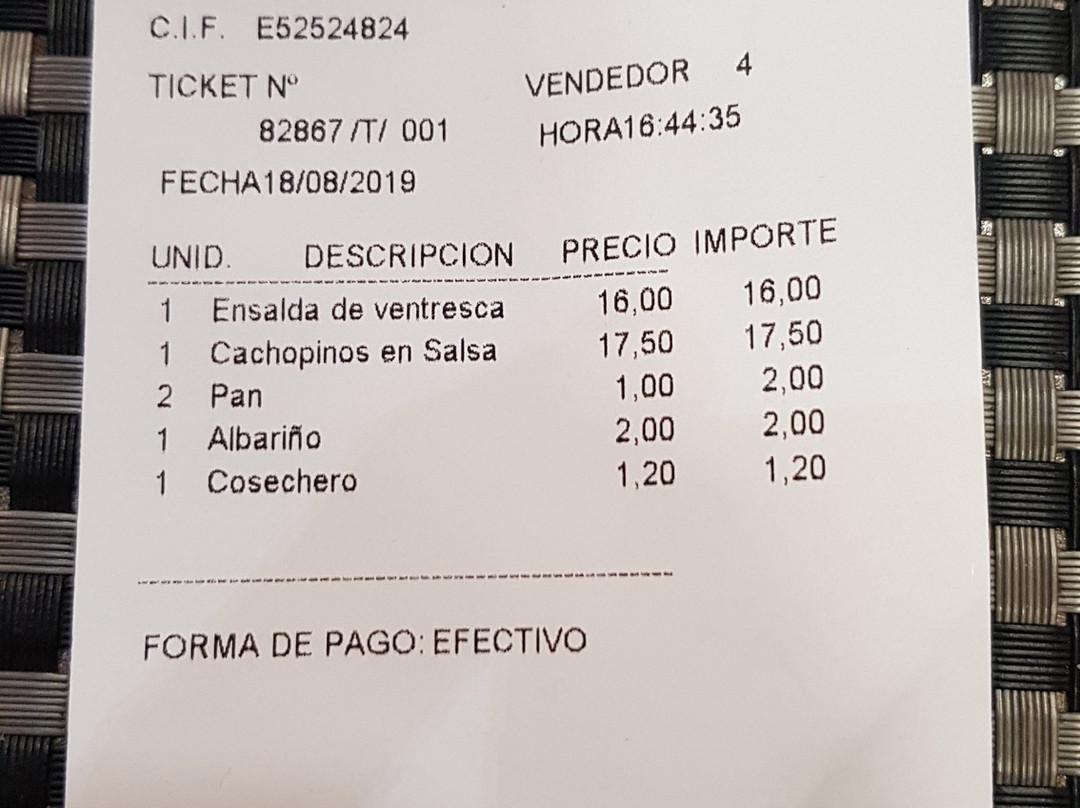 C.I.F. E52524824
TICKET Nº VENDEDOR 4
82867 /T/ 001 HORA16:44:35
FECHA18/08/2019
UNID. DESCRIPCION PRECIO IMPORTE
1 Ensalda de ventresca 16,00 16,00
1 Cachopinos en Salsa 17,50 17,50
2 Pan 1,00 2,00
1 Albariño 2,00 2,00
1 Cosechero 1,20 1,20
FORMA DE PAGO: EFECTIVO